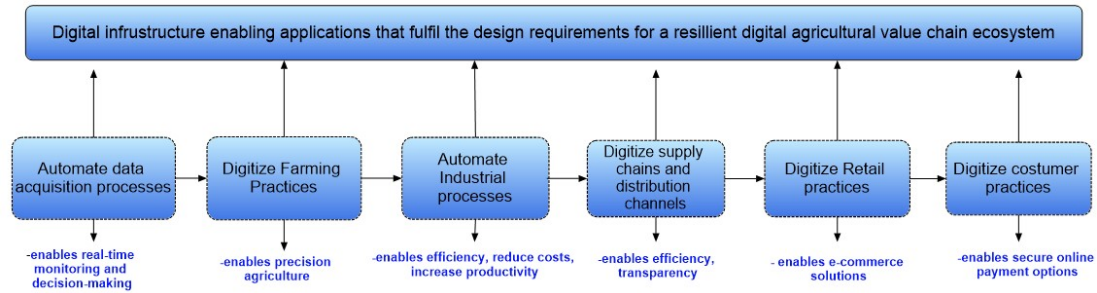 Digital infrustructure enabling applications that fulfil the design requirements for a resillient digital agricultural value chain ecosystem
Automate data
acquisition processes
Digitize Farming
Practices
Automate
Industrial
processes
Digitize supply
chains and
distribution
channels
Digitize Retail
practices
Digitize costumer
practices
-enables real-time
monitoring and
decision-making
-enables precision
agriculture
-enables efficiency, reduce costs,
increase productivity
-enables efficiency,
transparency
- enables e-commerce
solutions
-enables secure online
payment options